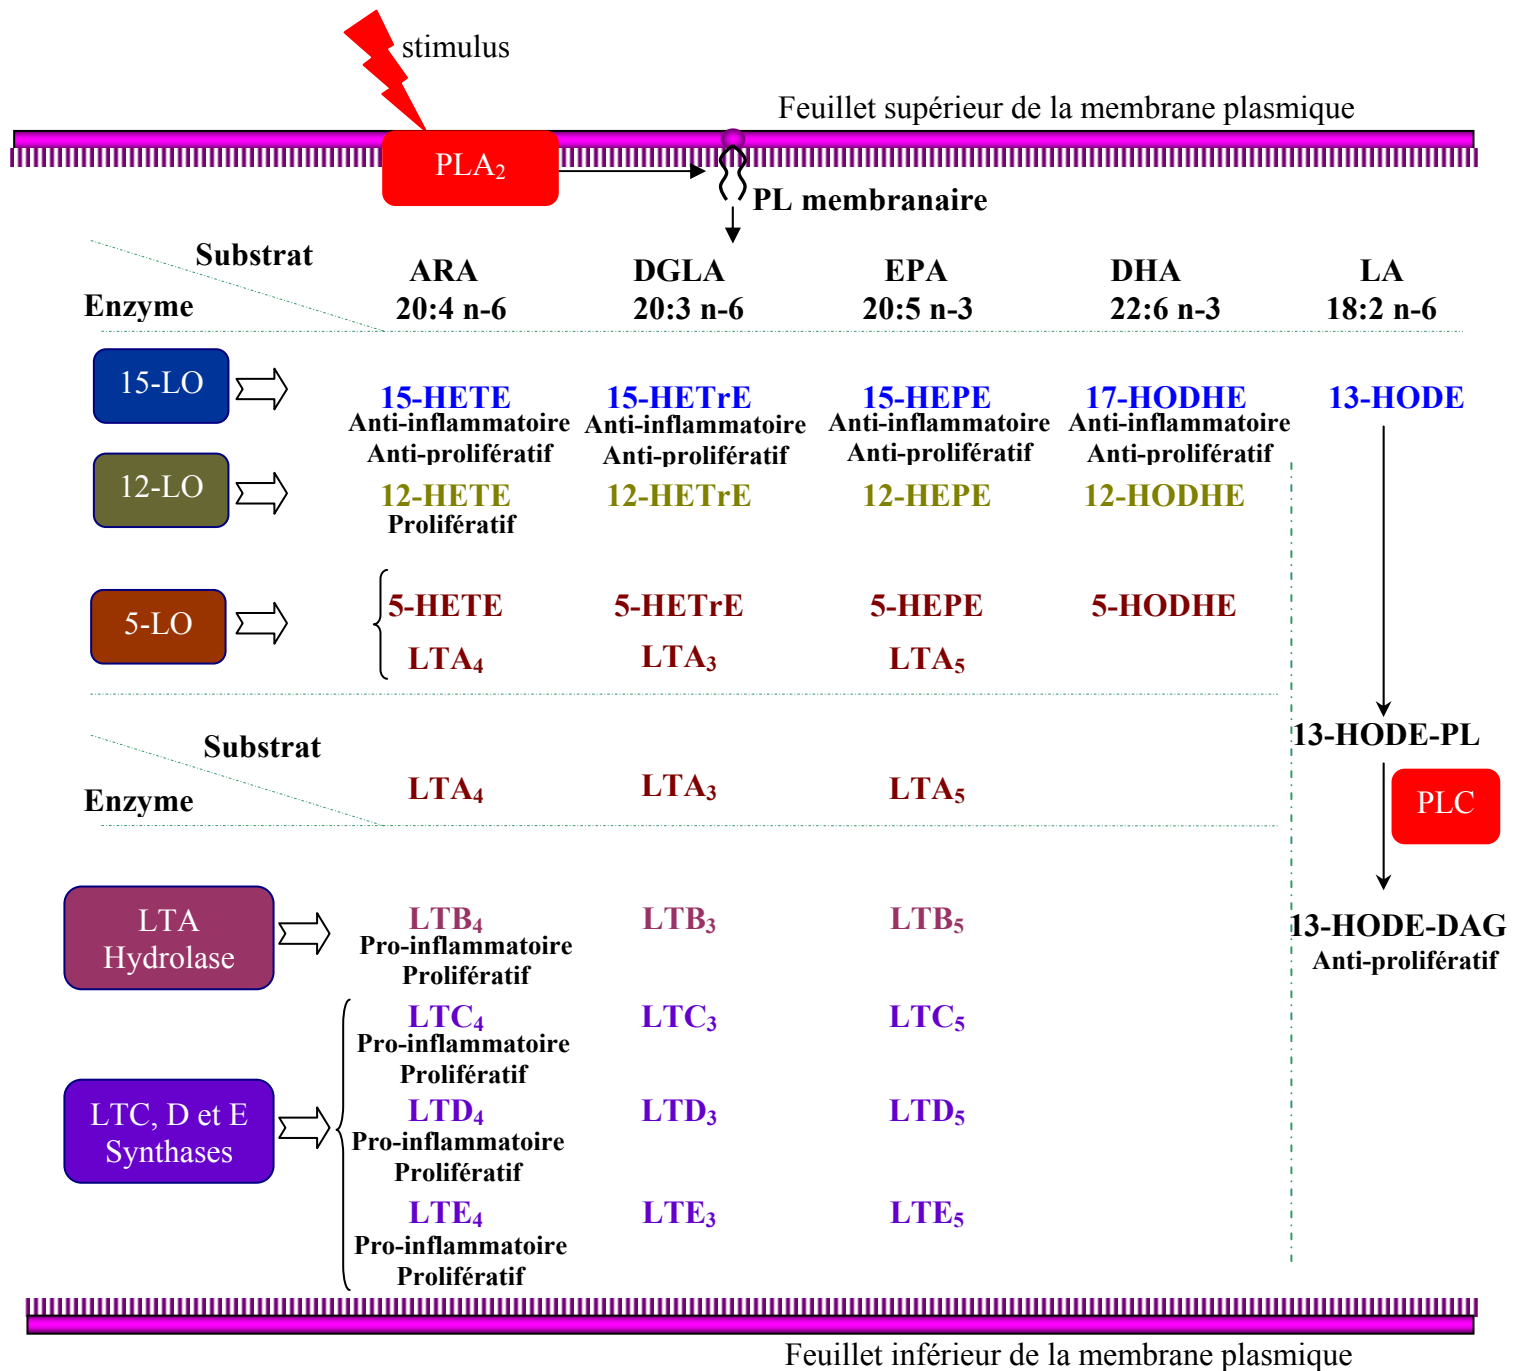 stimulus
Feuillet supérieur de la membrane plasmique
PLA₂
PL membranaire
Substrat
Enzyme
ARA DGLA EPA DHA LA
20:4 n-6 20:3 n-6 20:5 n-3 22:6 n-3 18:2 n-6
15-LO
15-HETE 15-HETrE 15-HEPE 17-HODHE 13-HODE
Anti-inflammatoire Anti-inflammatoire Anti-inflammatoire Anti-inflammatoire
Anti-prolifératif Anti-prolifératif Anti-prolifératif Anti-prolifératif
12-LO
12-HETE 12-HETrE 12-HEPE 12-HODHE
Prolifératif
5-LO
5-HETE 5-HETrE 5-HEPE 5-HODHE
LTA₄ LTA₃ LTA₅
13-HODE-PL
Substrat
Enzyme
LTA₄ LTA₃ LTA₅
PLC
LTA
Hydrolase
LTB₄ LTB₃ LTB₅
Pro-inflammatoire
Prolifératif
13-HODE-DAG
Anti-prolifératif
LTC₄ LTC₃ LTC₅
Pro-inflammatoire
Prolifératif
LTC, D et E
Synthases
LTD₄ LTD₃ LTD₅
Pro-inflammatoire
Prolifératif
LTE₄ LTE₃ LTE₅
Pro-inflammatoire
Prolifératif
Feuillet inférieur de la membrane plasmique